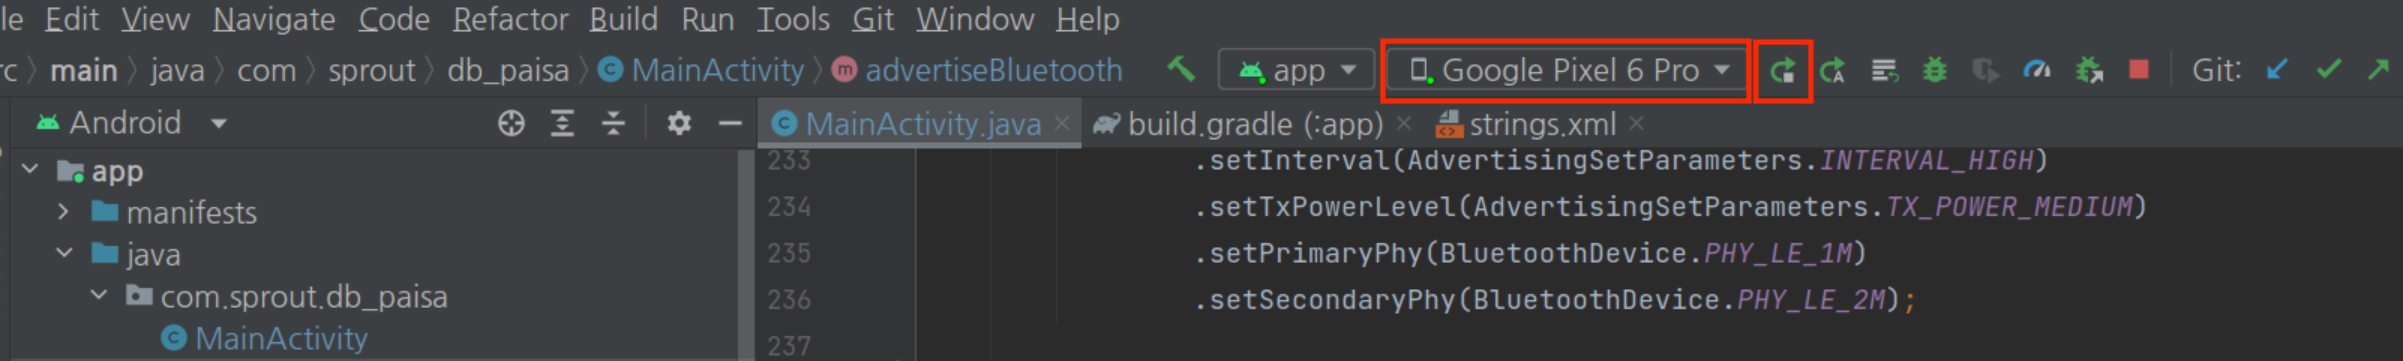 le Edit View Navigate Code Refactor Build Run Tools Git Window Help
rc main java com sprout db_paisa C MainActivity m advertiseBluetooth app Google Pixel 6 Pro A Git:
Android
C MainActivity.java build.gradle (:app) strings.xml
app
manifests
java
com.sprout.db_paisa
C MainActivity
233 .setInterval(AdvertisingSetParameters.INTERVAL_HIGH)
234 .setTxPowerLevel(AdvertisingSetParameters.TX_POWER_MEDIUM)
235 .setPrimaryPhy(BluetoothDevice.PHY_LE_1M)
236 .setSecondaryPhy(BluetoothDevice.PHY_LE_2M);
237